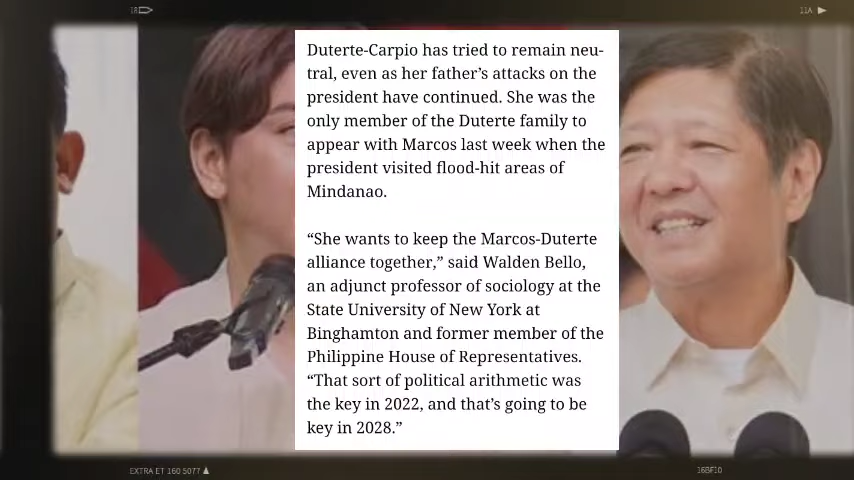 11A ▶
Duterte-Carpio has tried to remain neu-
tral, even as her father’s attacks on the
president have continued. She was the
only member of the Duterte family to
appear with Marcos last week when the
president visited flood-hit areas of
Mindanao.
“She wants to keep the Marcos-Duterte
alliance together,” said Walden Bello,
an adjunct professor of sociology at the
State University of New York at
Binghamton and former member of the
Philippine House of Representatives.
“That sort of political arithmetic was
the key in 2022, and that’s going to be
key in 2028.”
EXTRA ET 160 5077 ▲